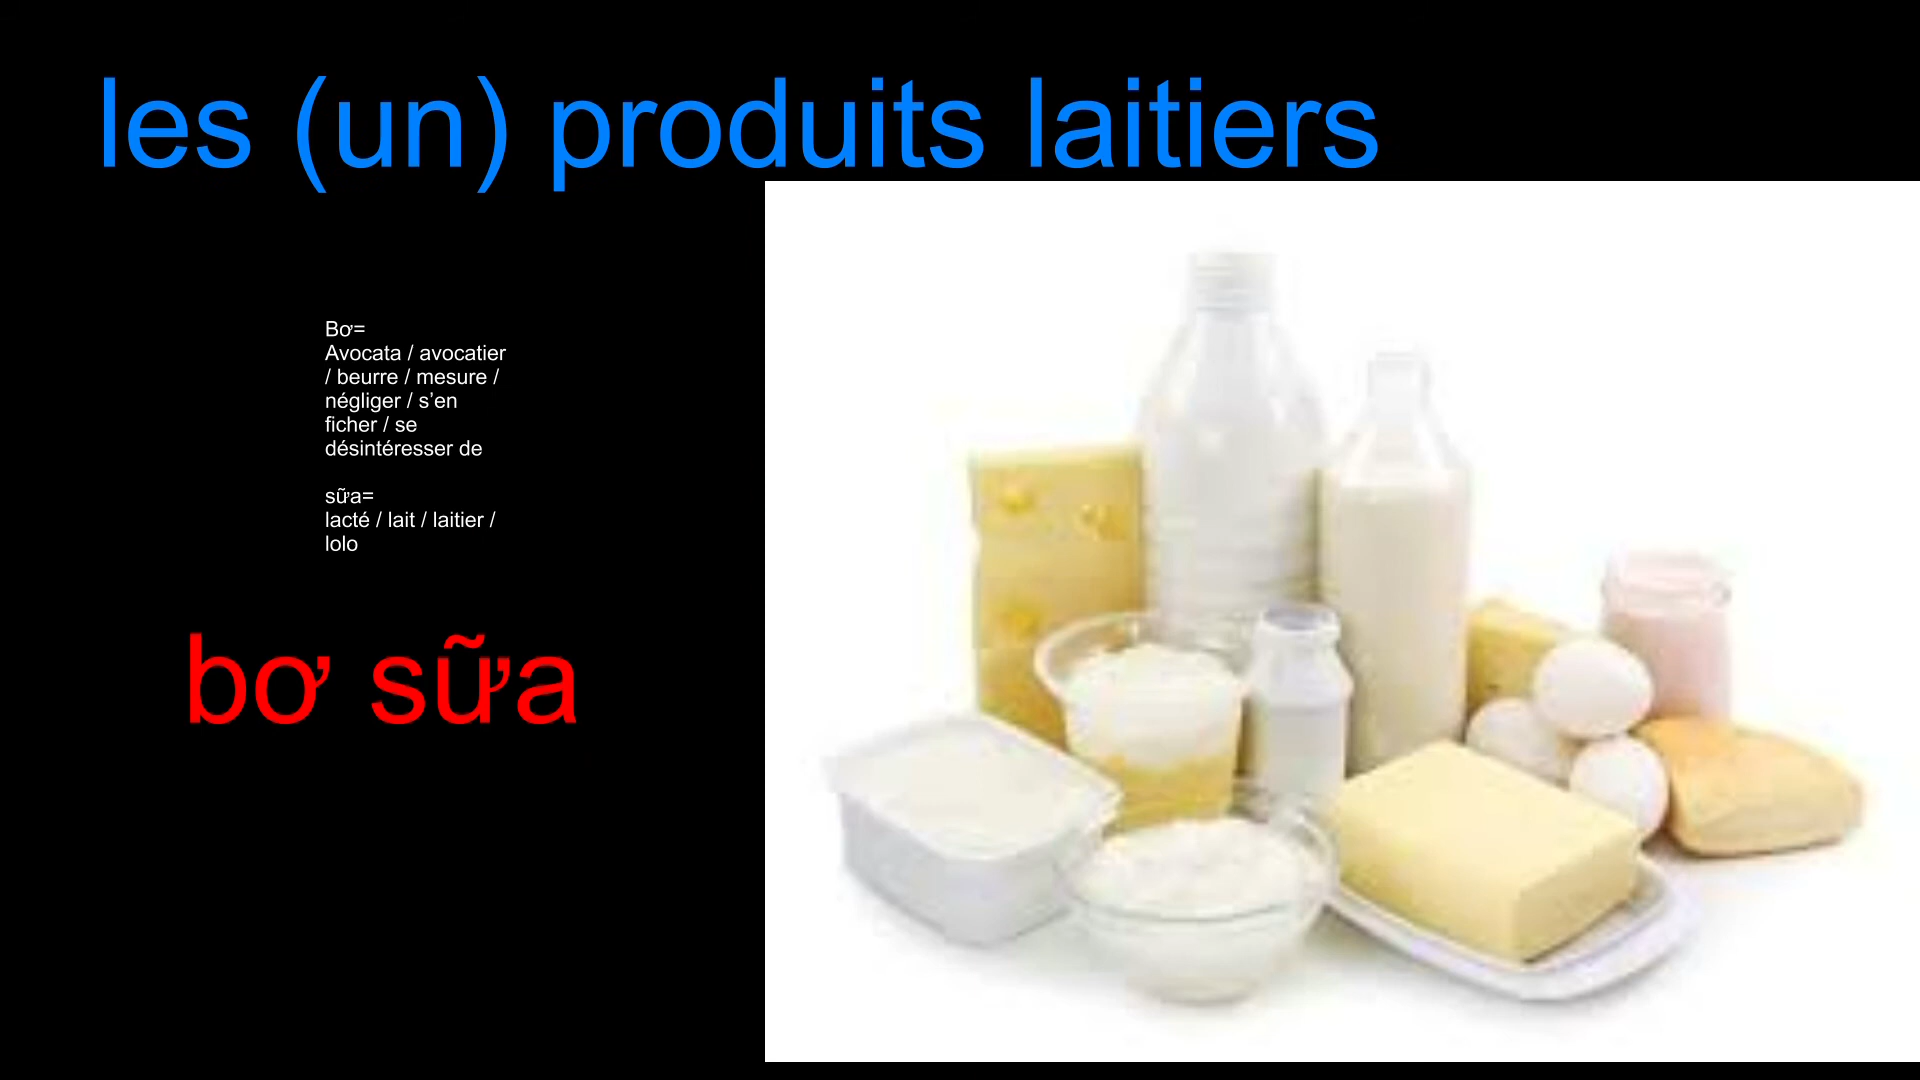 les (un) produits laitiers
Bơ=
Avocata / avocatier
/ beurre / mesure /
négliger / s’en
ficher / se
désintéresser de
sữa=
lacté / lait / laitier /
lolo
bơ sữa